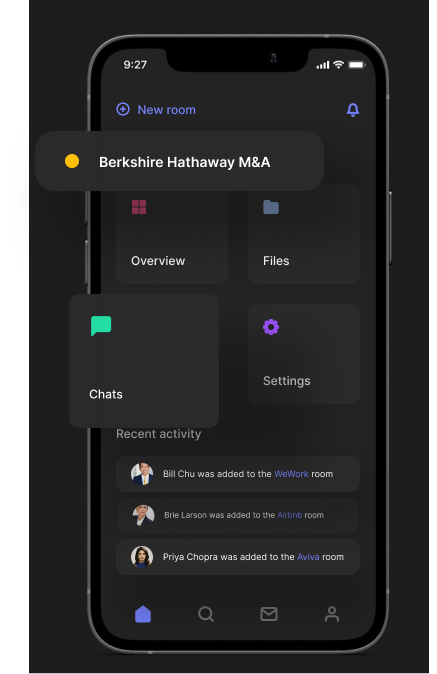 9:27
New room
Berkshire Hathaway M&A
Overview
Files
Chats
Settings
Recent activity
Bill Chu was added to the WeWork room
Brie Larson was added to the Airbnb room
Priya Chopra was added to the Aviva room